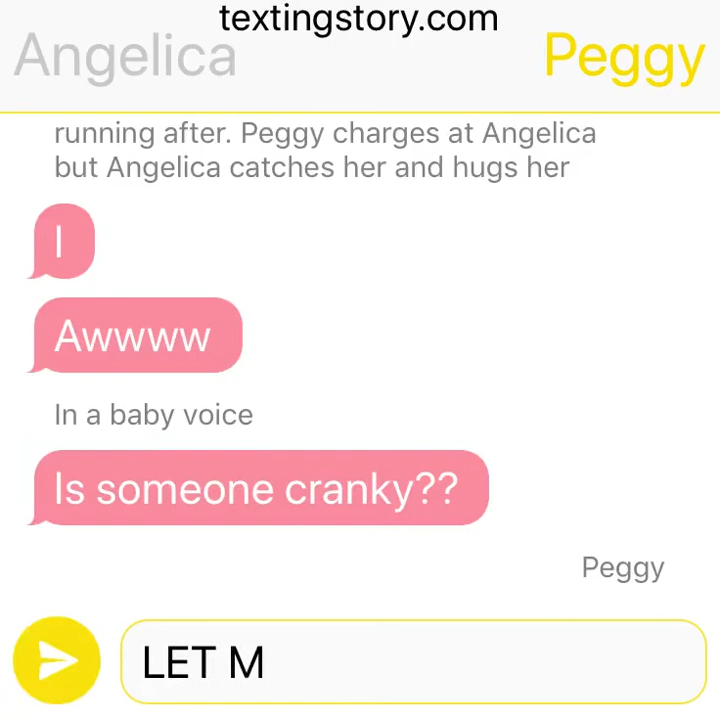 textingstory.com
Angelica
Peggy
running after. Peggy charges at Angelica
but Angelica catches her and hugs her
I
Awwww
In a baby voice
Is someone cranky??
Peggy
LET M